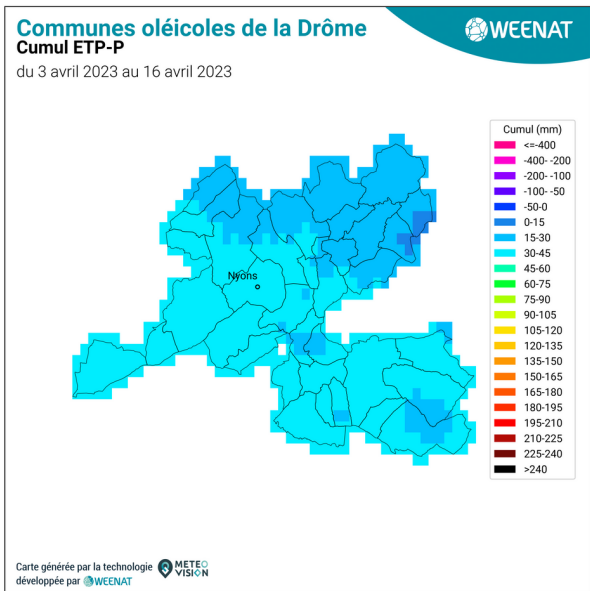 Communes oléicoles de la Drôme
Cumul ETP-P
du 3 avril 2023 au 16 avril 2023
WEENAT
Cumul (mm)
<=-400
-400--200
-200--100
-100--50
-50-0
0-15
15-30
30-45
45-60
60-75
75-90
90-105
105-120
120-135
135-150
150-165
165-180
180-195
195-210
210-225
225-240
>240
Nyons
Carte générée par la technologie METEO VISION
développée par WEENAT